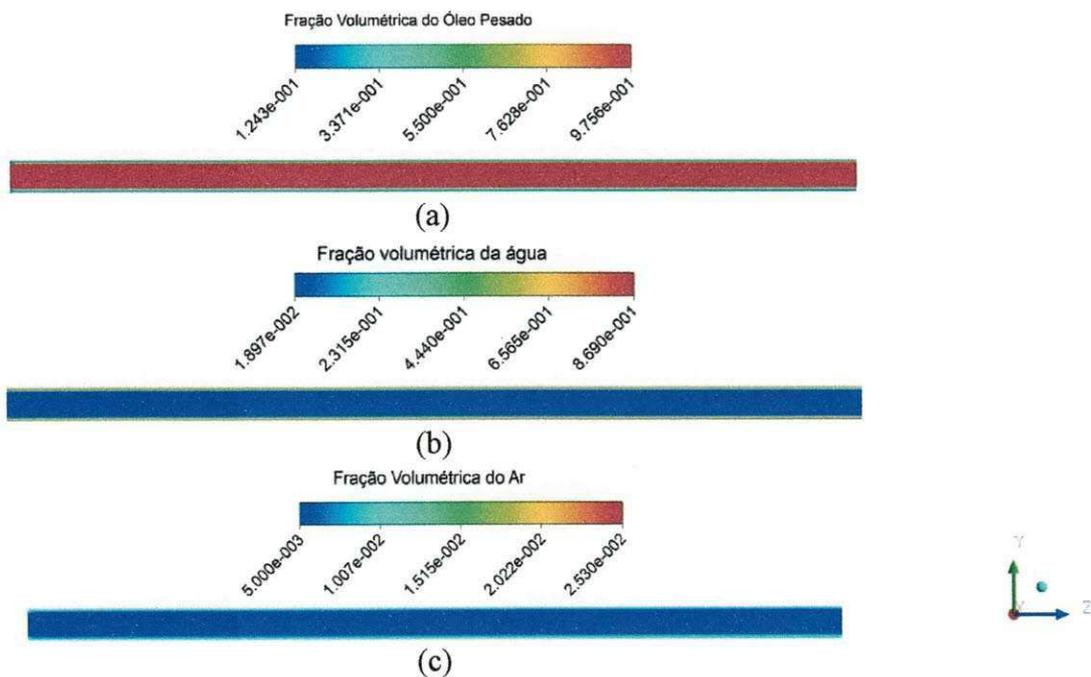 Fração Volumétrica do Óleo Pesado
1.243e-001 3.371e-001 5.500e-001 7.628e-001 9.756e-001
(a)
Fração volumétrica da água
1.897e-002 2.315e-001 4.440e-001 6.565e-001 8.690e-001
(b)
Fração Volumétrica do Ar
5.000e-003 1.007e-002 1.515e-002 2.022e-002 2.530e-002
(c)
Y
Z